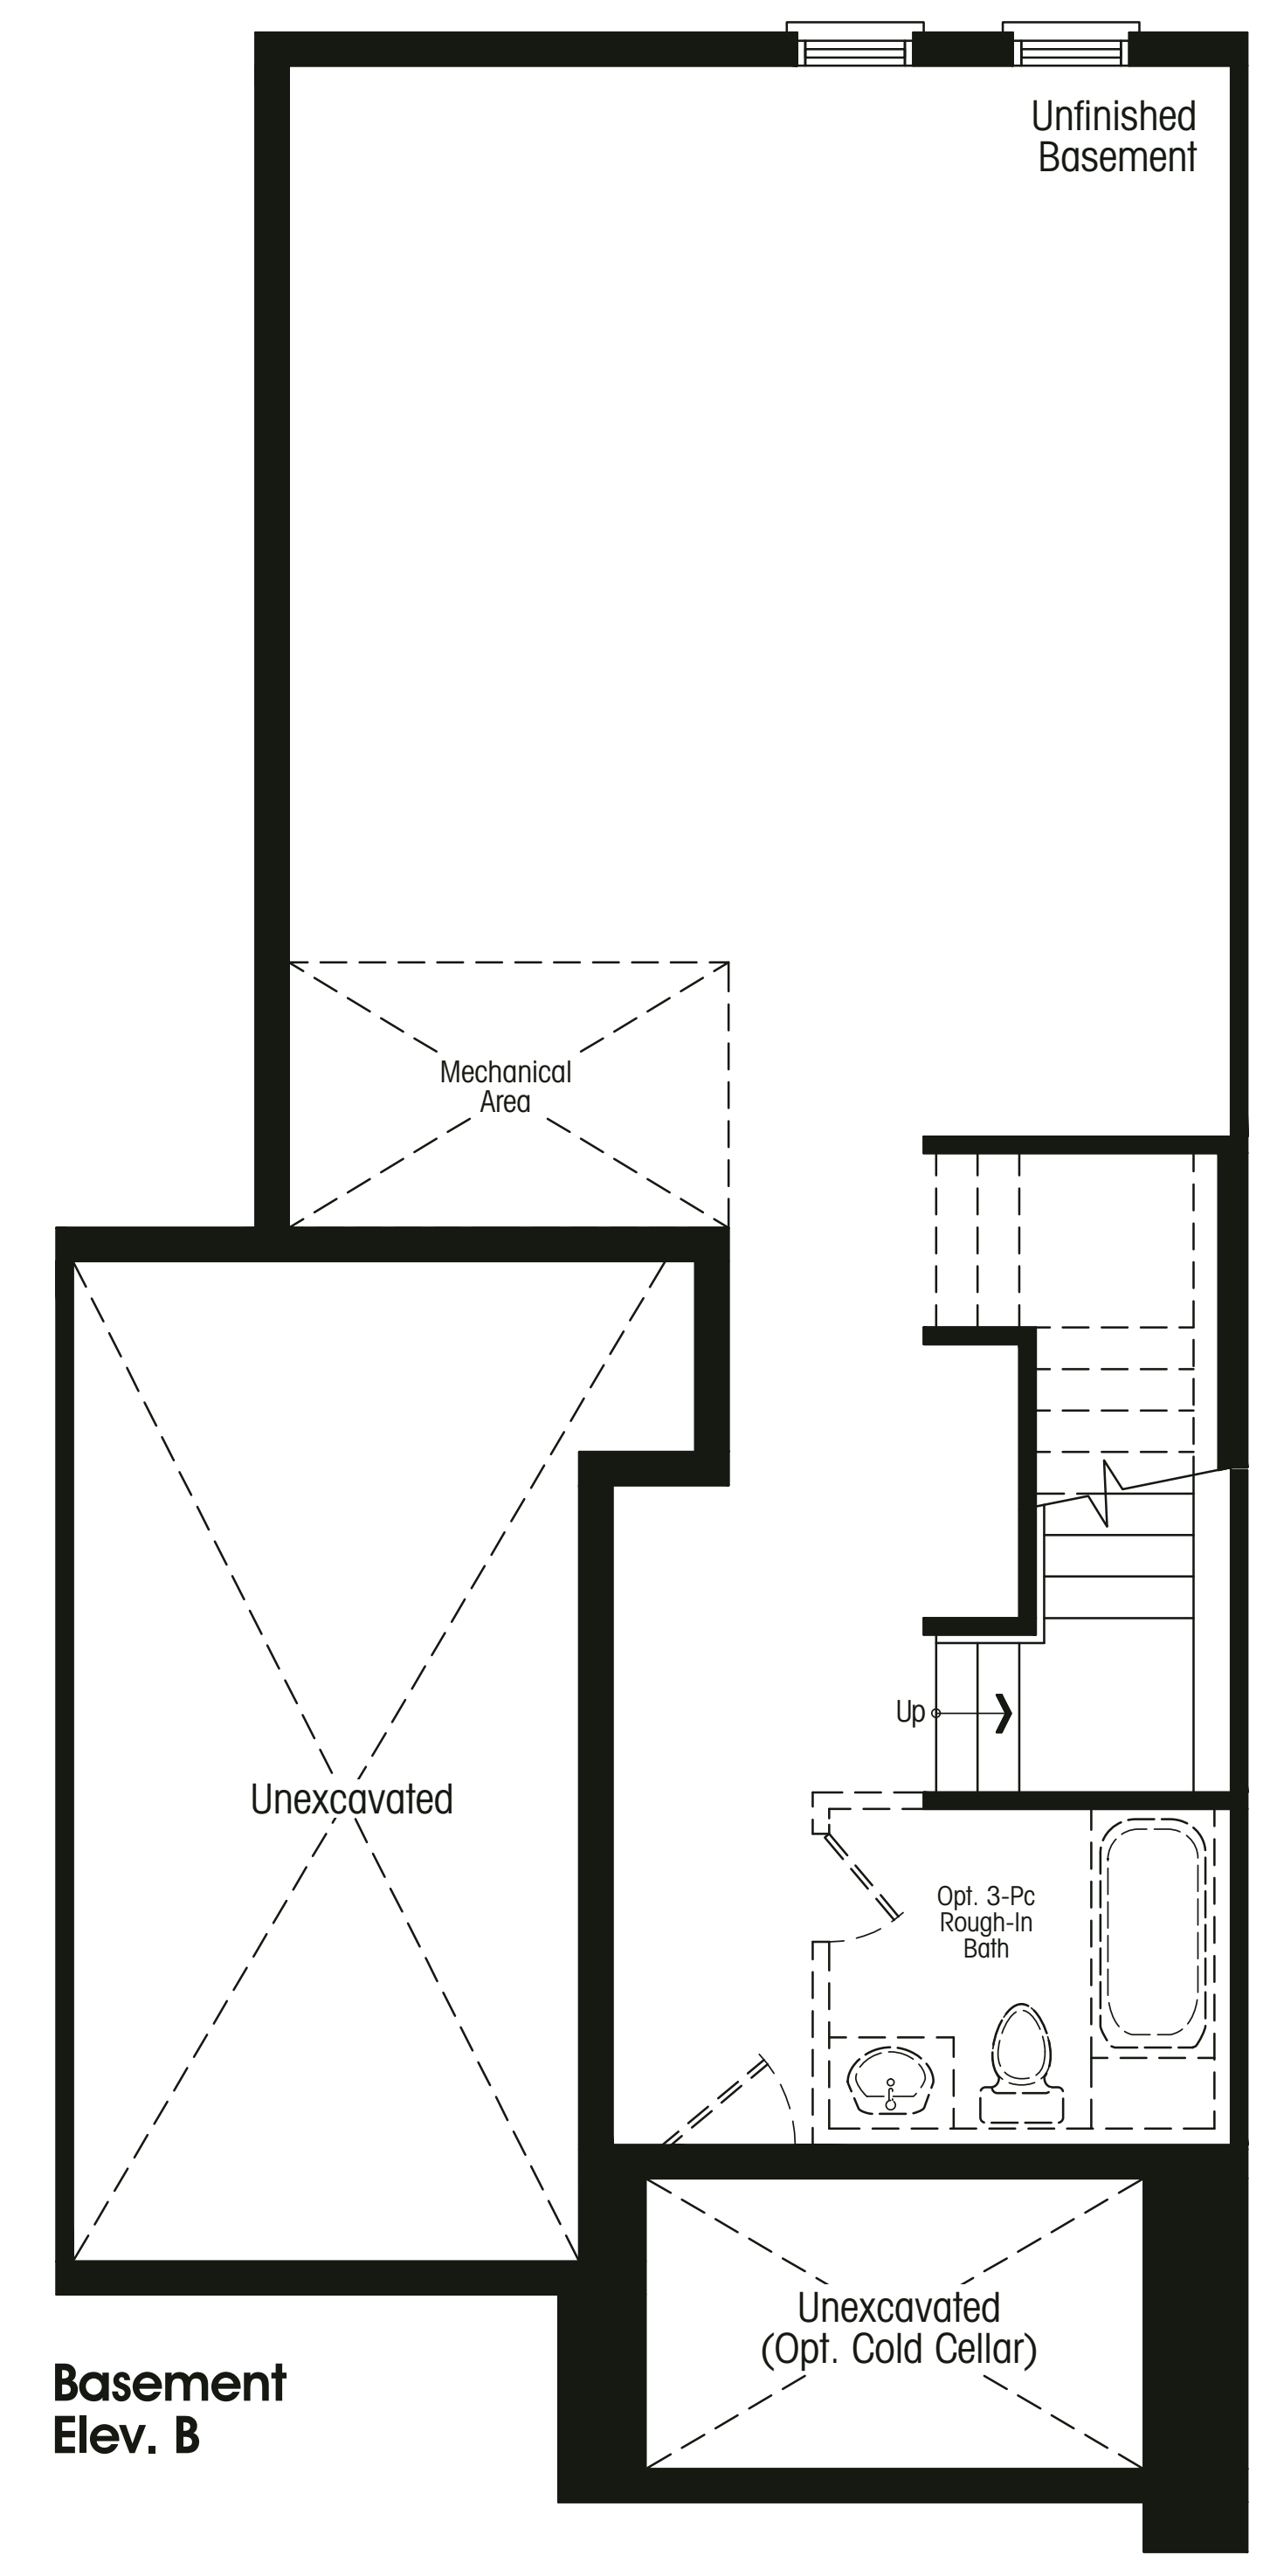 Unfinished
Basement
Mechanical
Area
Up
Unexcavated
Opt. 3-Pc
Rough-In
Bath
Unexcavated
(Opt. Cold Cellar)
Basement
Elev. B